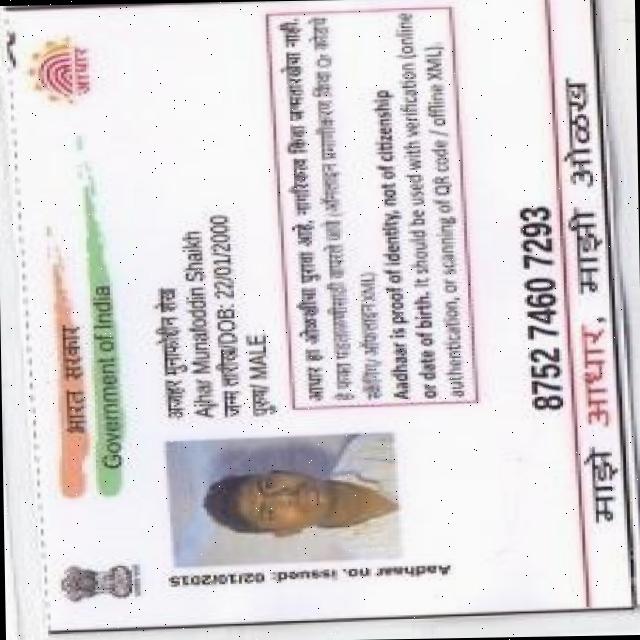 आधार
भारत सरकार
Government of India
Aadhaar no. issued: 02/10/2015
अजहर मुनाफोद्दीन शेख
Ajhar Munafoddin Shaikh
जन्म तारीख/DOB: 22/01/2000
पुरुष/ MALE
आधार हा ओळखीचा पुरावा आहे, नागरिकत्व किंवा जन्मतारखेचा नाही.
हे फक्त पडताळणीसाठी वापरले जावे (ऑनलाइन प्रमाणीकरण किंवा QR कोडचे
स्कॅनिंग/ ऑफलाइन XML)
Aadhaar is proof of identity, not of citizenship
or date of birth. It should be used with verification (online
authentication, or scanning of QR code / offline XML).
8752 7460 7293
माझे आधार, माझी ओळख